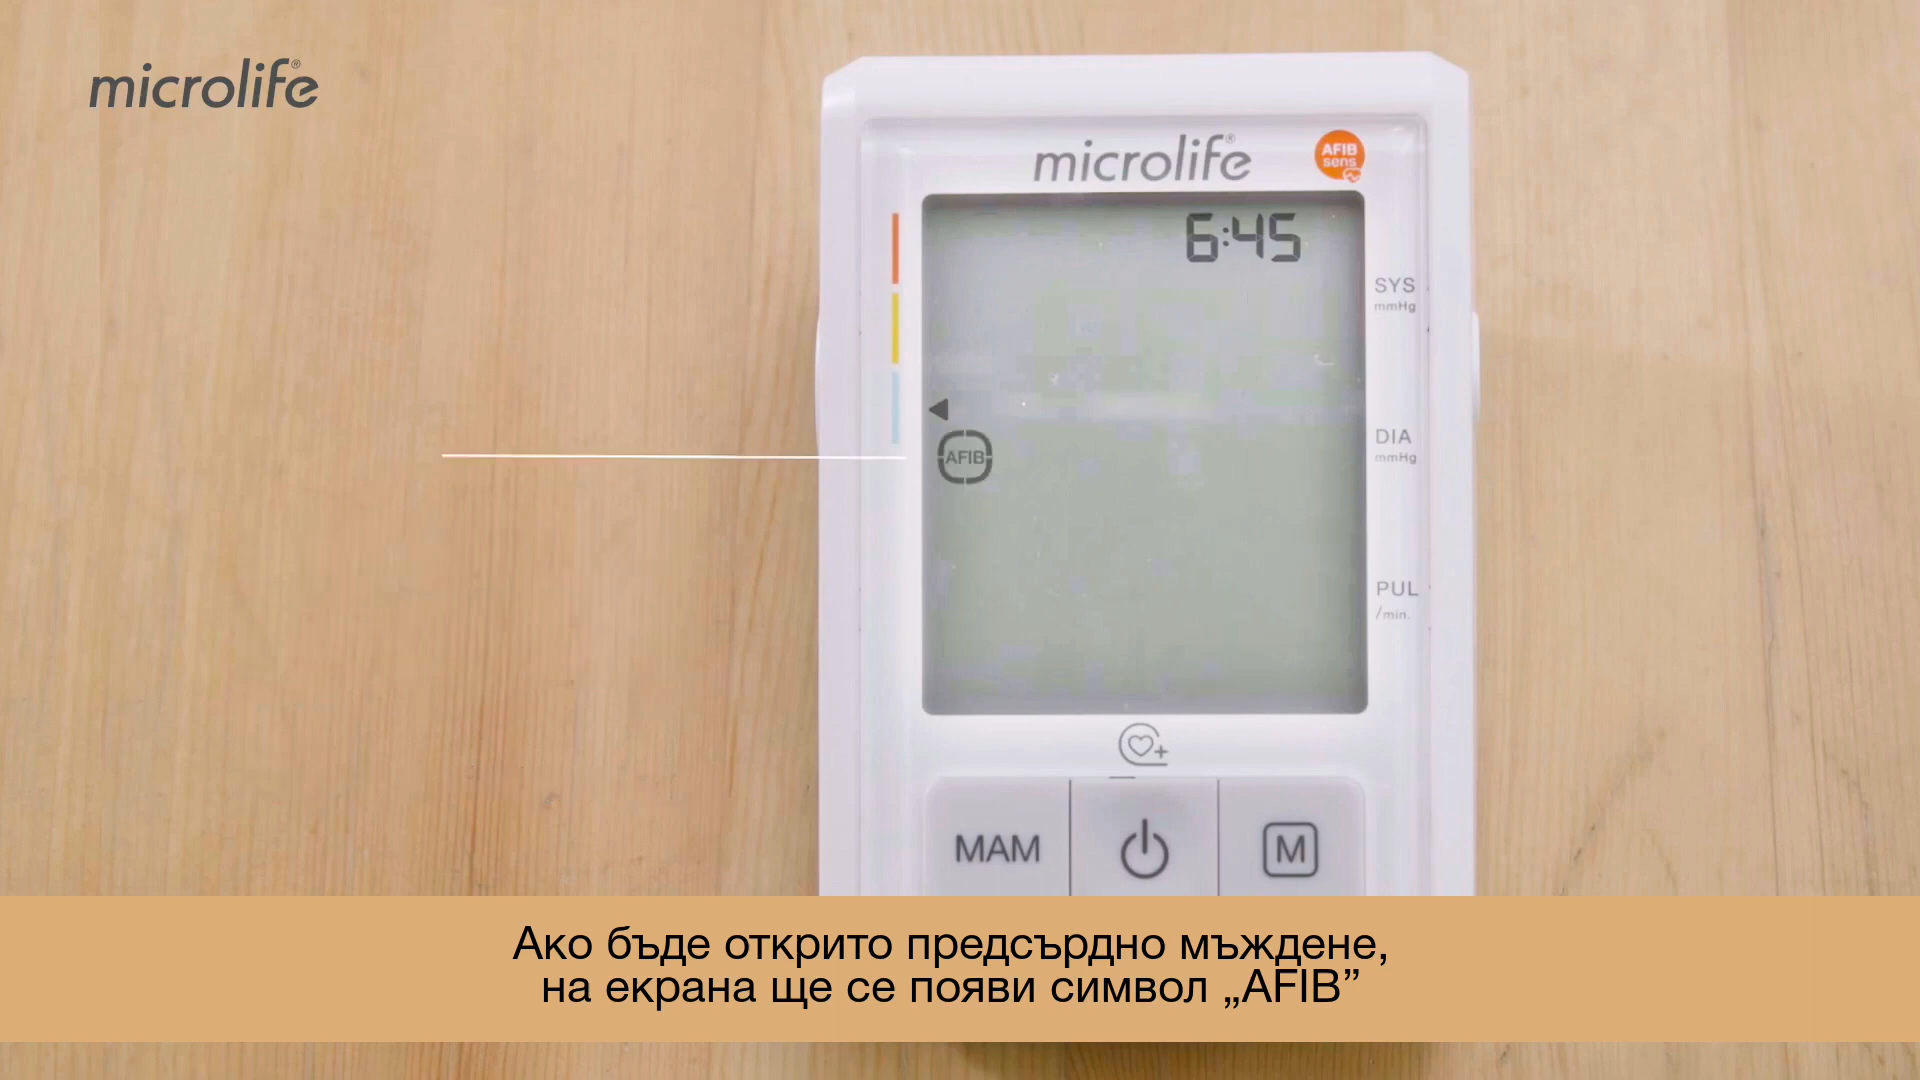 microlife®
microlife®
AFIB
sens
6:45
SYS
mmHg
AFIB
DIA
mmHg
PUL
/min.
MAM
M
Ако бъде открито предсърдно мъждене,
на екрана ще се появи символ „AFIB”